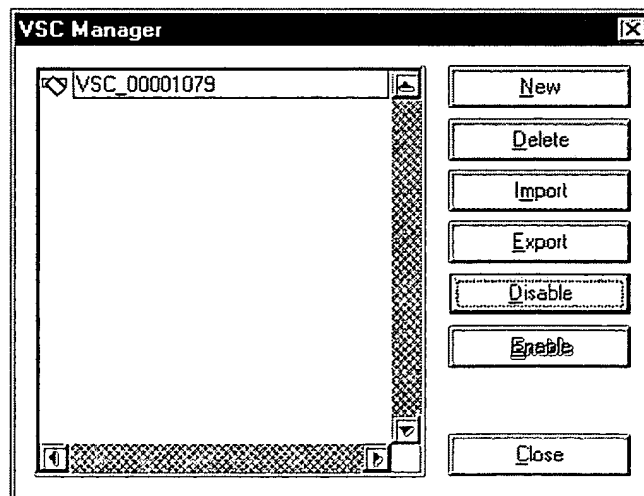 VSC Manager
VSC_00001079
New
Delete
Import
Export
Disable
Enable
Close